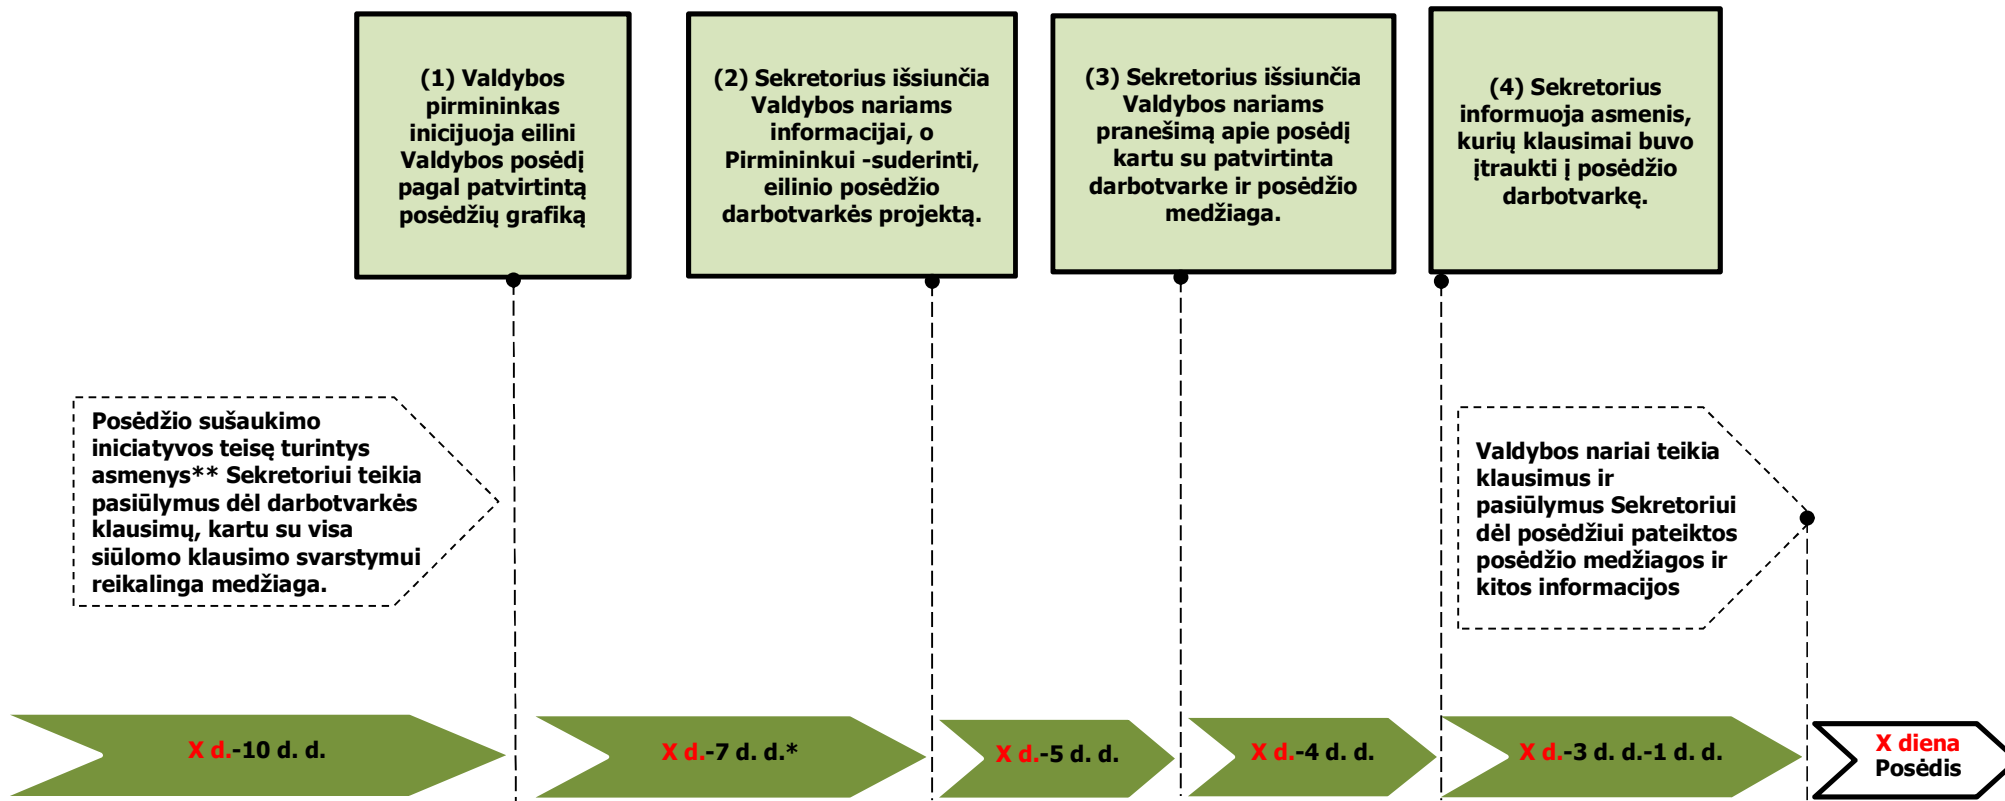 (1) Valdybos
pirmininkas
inicijuoja eilini
Valdybos posėdį
pagal patvirtintą
posėdžių grafiką
(2) Sekretorius išsiunčia
Valdybos nariams
informacijai, o
Pirmininkui -suderinti,
eilinio posėdžio
darbotvarkės projektą.
(3) Sekretorius išsiunčia
Valdybos nariams
pranešimą apie posėdį
kartu su patvirtinta
darbotvarke ir posėdžio
medžiaga.
(4) Sekretorius
informuoja asmenis,
kurių klausimai buvo
įtraukti į posėdžio
darbotvarkę.
Posėdžio sušaukimo
iniciatyvos teisę turintys
asmenys** Sekretoriui teikia
pasiūlymus dėl darbotvarkės
klausimų, kartu su visa
siūlomo klausimo svarstymui
reikalinga medžiaga.
Valdybos nariai teikia
klausimus ir
pasiūlymus Sekretoriui
dėl posėdžiui pateiktos
posėdžio medžiagos ir
kitos informacijos
X d.-10 d. d.
X d.-7 d. d.*
X d.-5 d. d.
X d.-4 d. d.
X d.-3 d. d.-1 d. d.
X diena
Posėdis